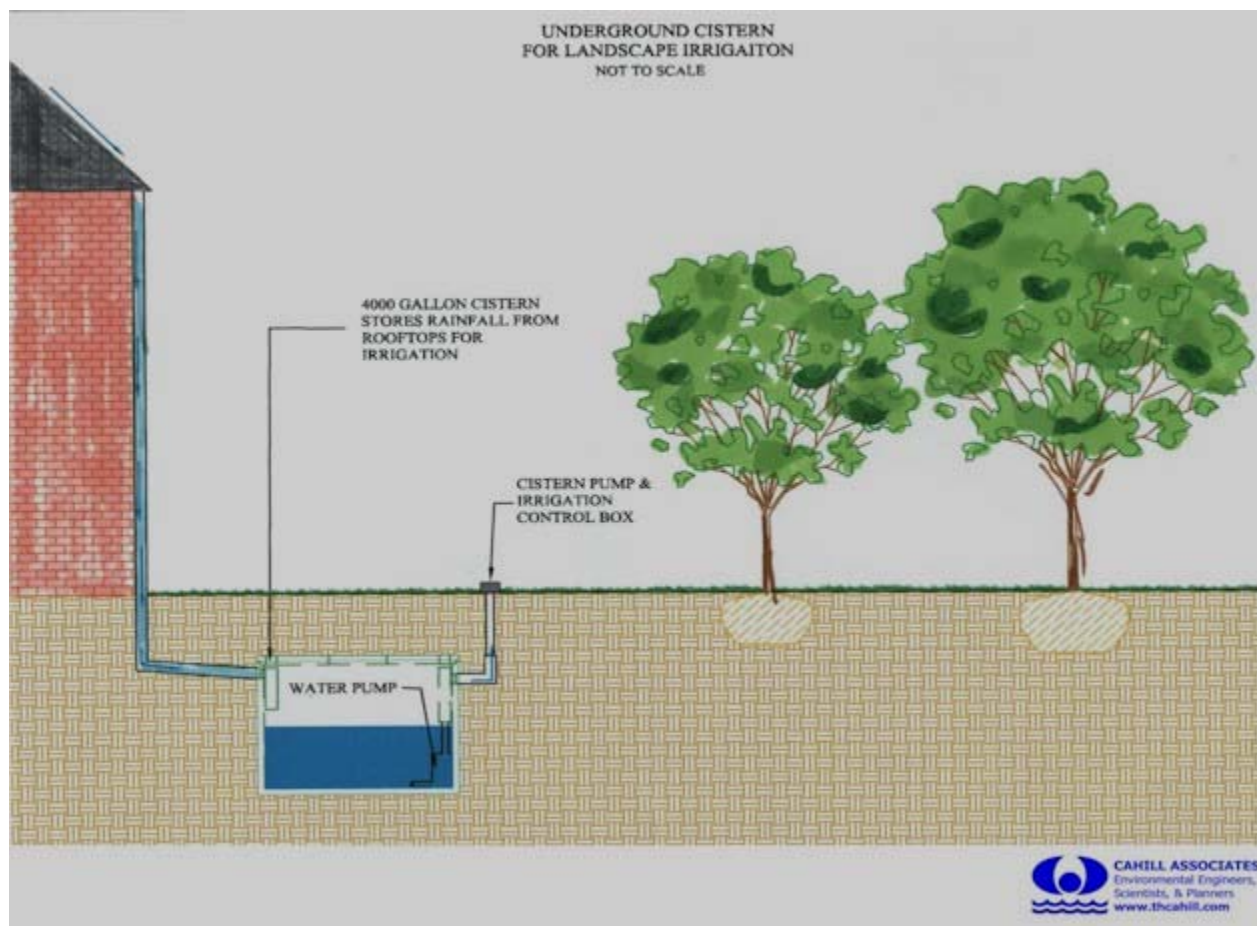 UNDERGROUND CISTERN
FOR LANDSCAPE IRRIGAITON
NOT TO SCALE
4000 GALLON CISTERN
STORES RAINFALL FROM
ROOFTOPS FOR
IRRIGATION
CISTERN PUMP &
IRRIGATION
CONTROL BOX
WATER PUMP
CAHILL ASSOCIATES
Environmental Engineers,
Scientists, & Planners
www.thcahill.com